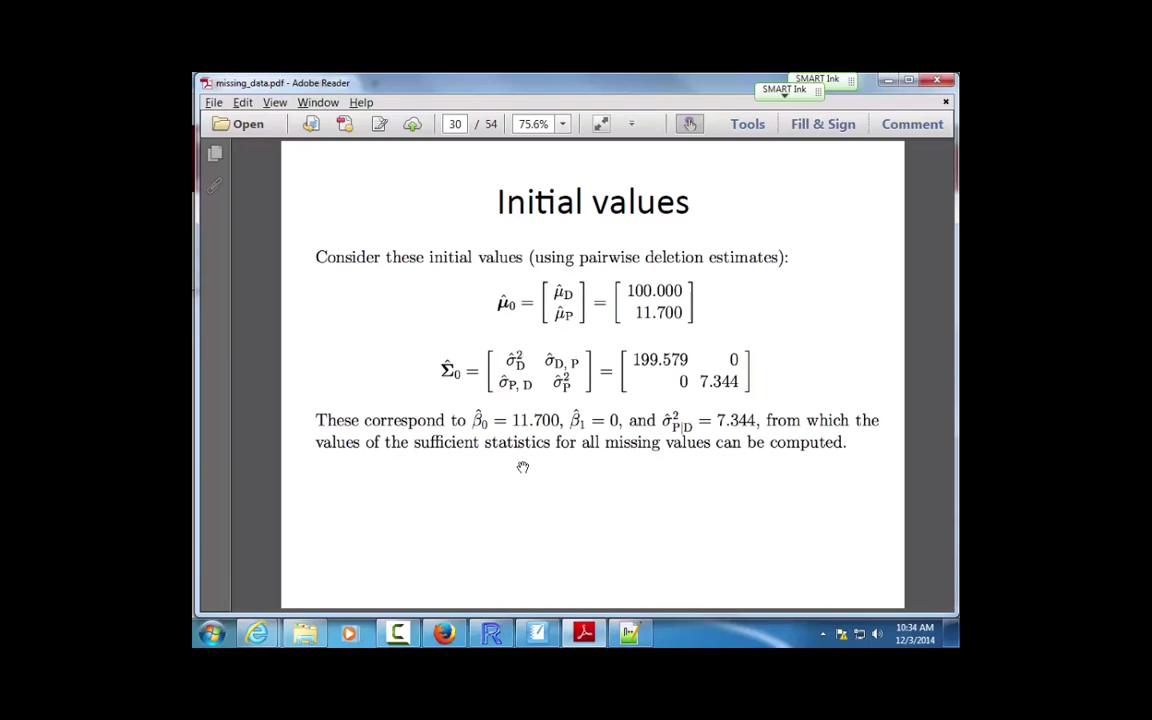 missing_data.pdf - Adobe Reader
SMART Ink
SMART Ink
File Edit View Window Help
Open 30 / 54 75.6% Tools Fill & Sign Comment
Initial values
Consider these initial values (using pairwise deletion estimates):
μ̂₀ = [ μ̂_D ; μ̂_P ] = [ 100.000 ; 11.700 ]
Σ̂₀ = [ σ̂²_D σ̂_D, P ; σ̂_P, D σ̂²_P ] = [ 199.579 0 ; 0 7.344 ]
These correspond to β̂₀ = 11.700, β̂₁ = 0, and σ̂²_P|D = 7.344, from which the
values of the sufficient statistics for all missing values can be computed.
10:34 AM
12/3/2014